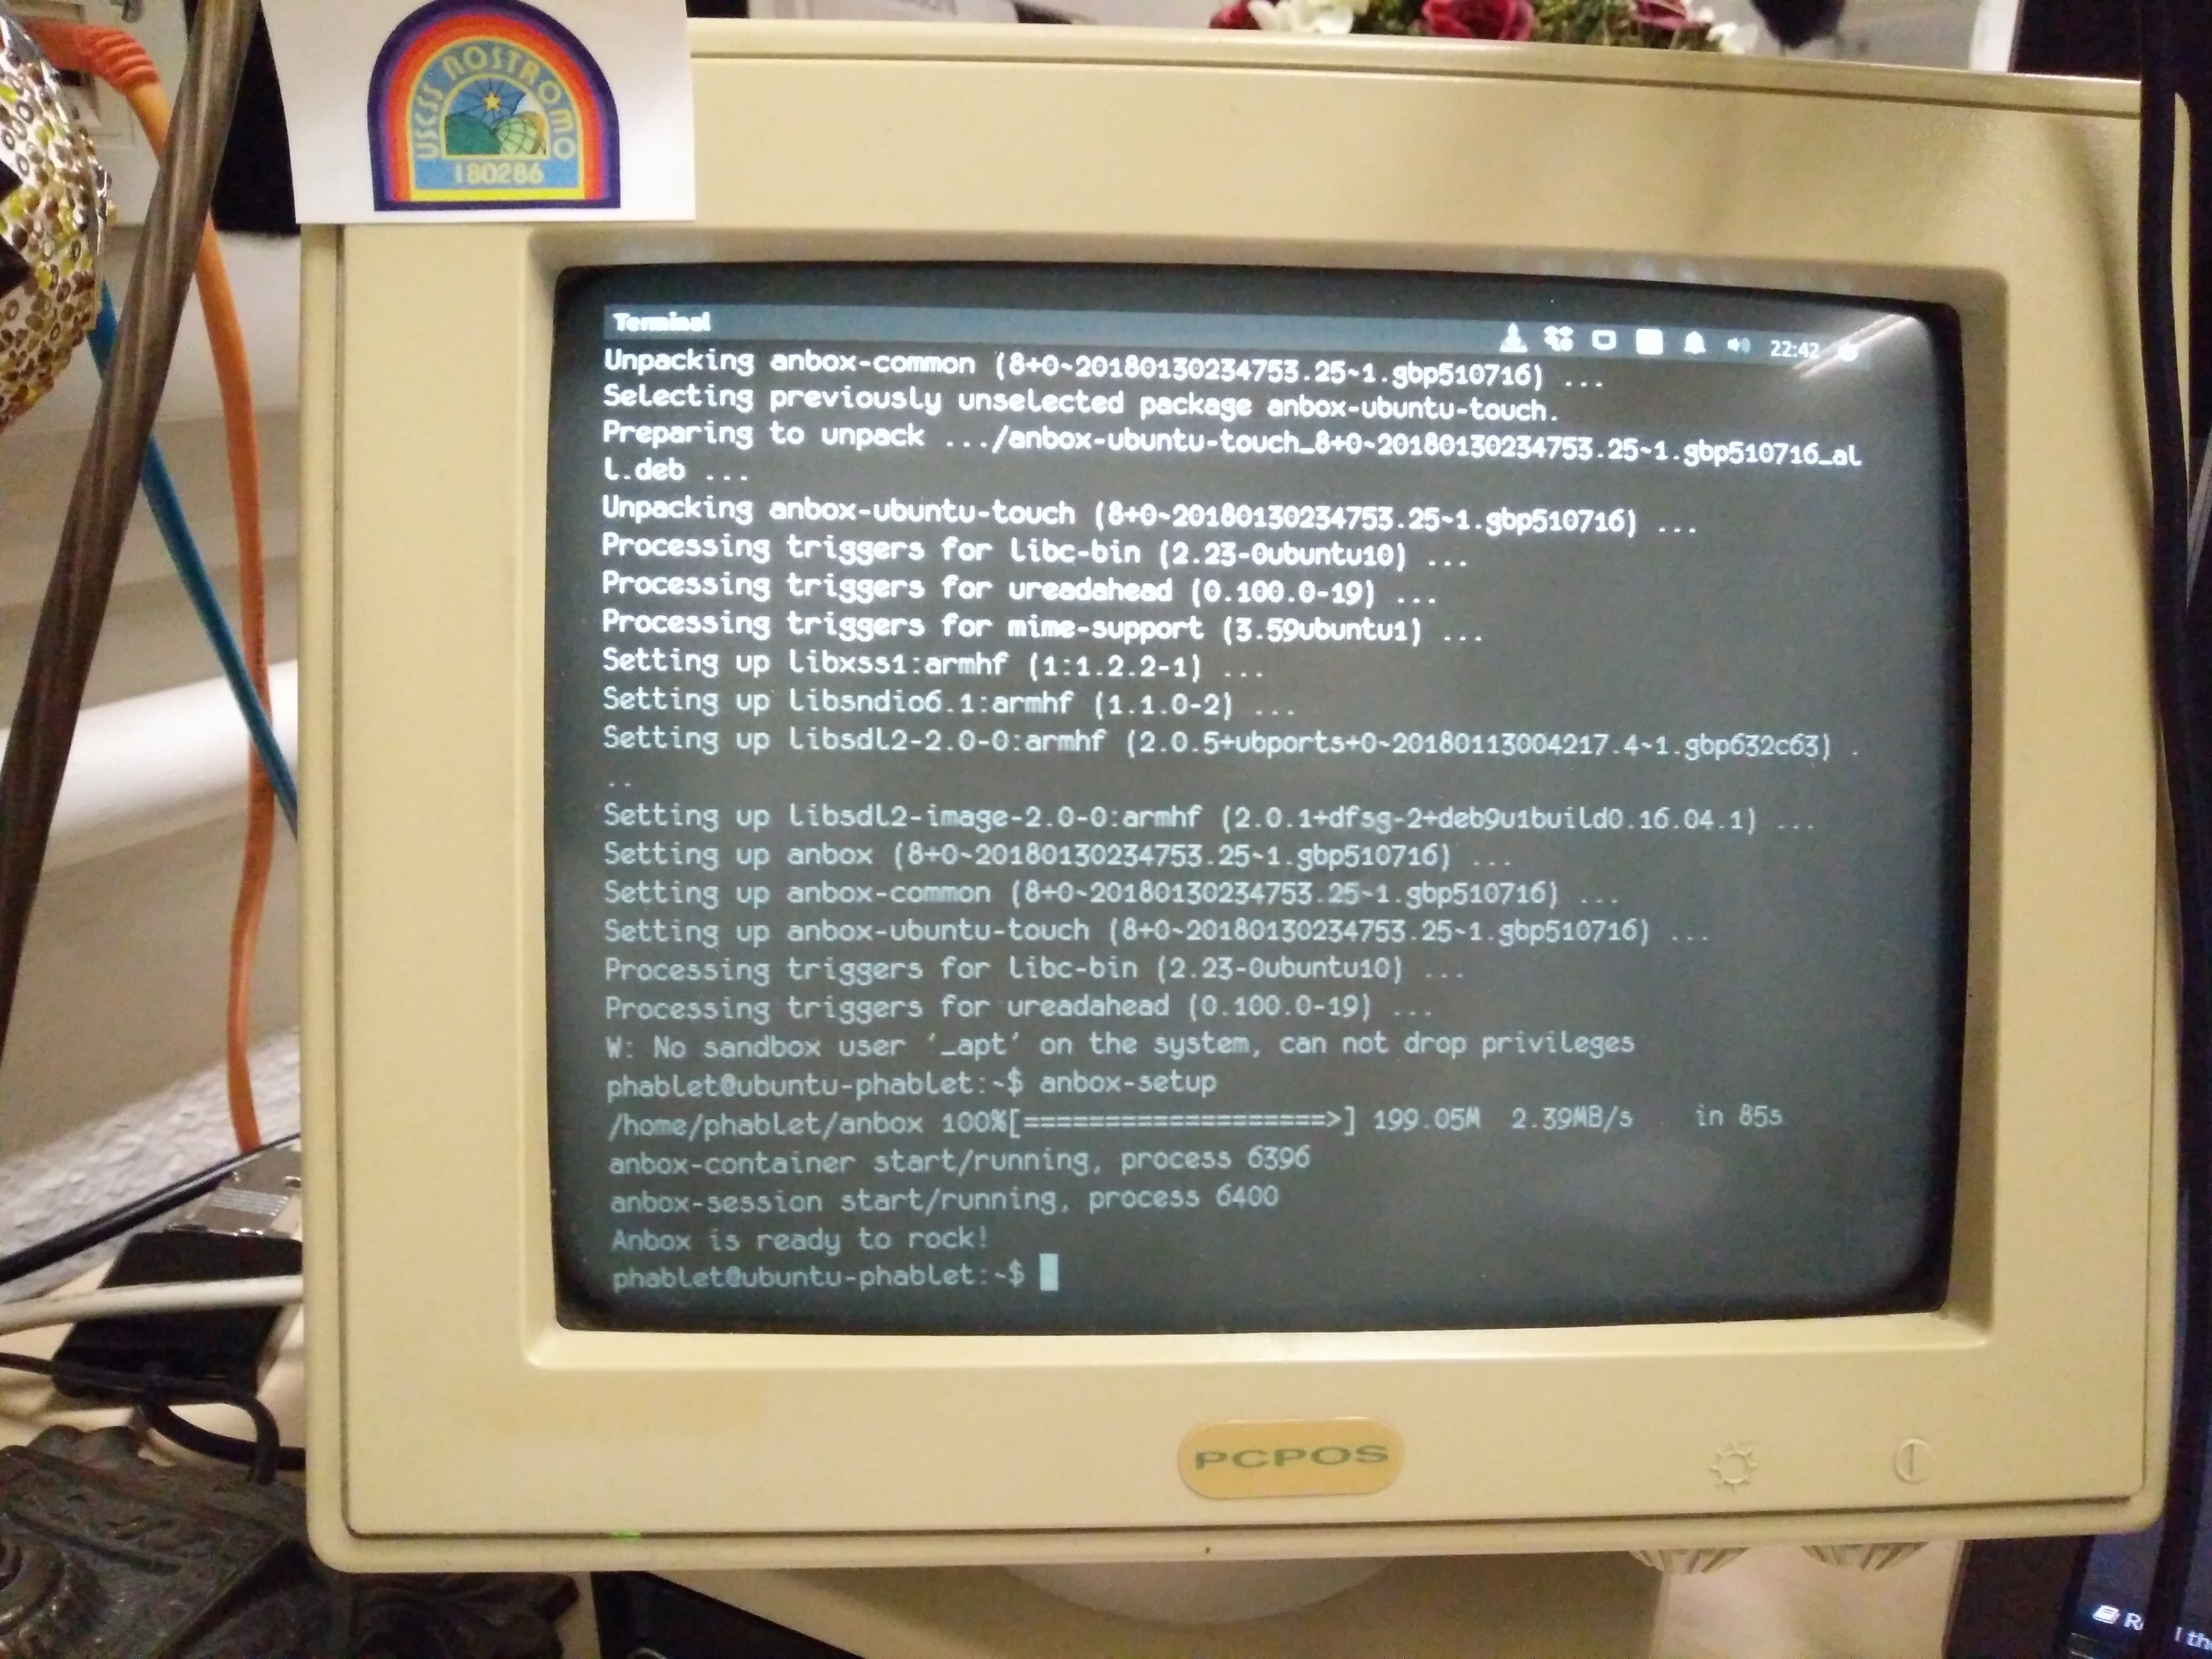 USCSS NOSTROMO
180286
Terminal
22:42
Unpacking anbox-common (8+0~20180130234753.25~1.gbp510716) ...
Selecting previously unselected package anbox-ubuntu-touch.
Preparing to unpack .../anbox-ubuntu-touch_8+0~20180130234753.25~1.gbp510716_al
l.deb ...
Unpacking anbox-ubuntu-touch (8+0~20180130234753.25~1.gbp510716) ...
Processing triggers for libc-bin (2.23-0ubuntu10) ...
Processing triggers for ureadahead (0.100.0-19) ...
Processing triggers for mime-support (3.59ubuntu1) ...
Setting up libxss1:armhf (1:1.2.2-1) ...
Setting up libsndio6.1:armhf (1.1.0-2) ...
Setting up libsdl2-2.0-0:armhf (2.0.5+ubports+0~20180113004217.4~1.gbp632c63) .
..
Setting up libsdl2-image-2.0-0:armhf (2.0.1+dfsg-2+deb9u1build0.16.04.1) ...
Setting up anbox (8+0~20180130234753.25~1.gbp510716) ...
Setting up anbox-common (8+0~20180130234753.25~1.gbp510716) ...
Setting up anbox-ubuntu-touch (8+0~20180130234753.25~1.gbp510716) ...
Processing triggers for libc-bin (2.23-0ubuntu10) ...
Processing triggers for ureadahead (0.100.0-19) ...
W: No sandbox user '_apt' on the system, can not drop privileges
phablet@ubuntu-phablet:~$ anbox-setup
/home/phablet/anbox 100%[===================>] 199.05M 2.39MB/s in 85s
anbox-container start/running, process 6396
anbox-session start/running, process 6400
Anbox is ready to rock!
phablet@ubuntu-phablet:~$
PCPOS